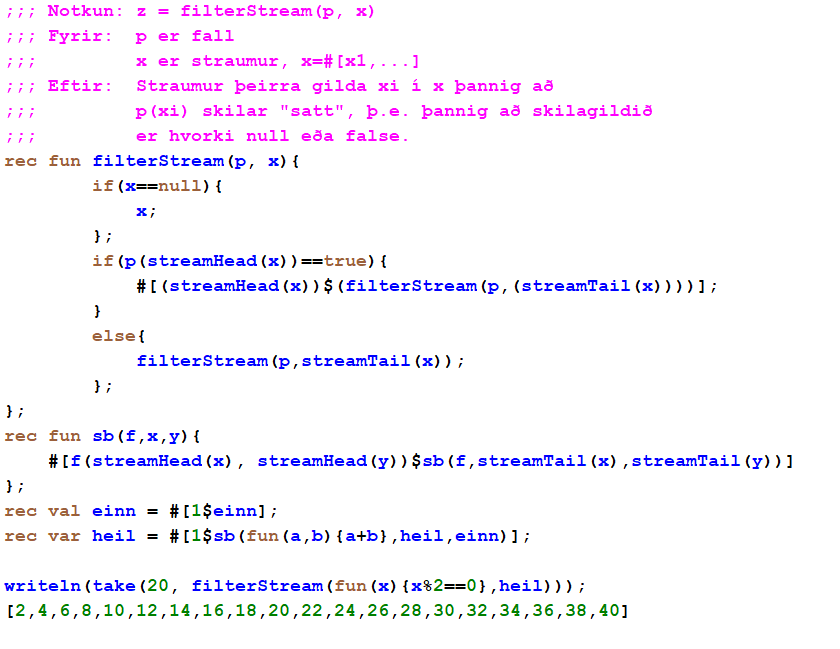 ;;; Notkun: z = filterStream(p, x)
;;; Fyrir:  p er fall
;;;         x er straumur, x=#[x1,...]
;;; Eftir:  Straumur þeirra gilda xi í x þannig að
;;;         p(xi) skilar "satt", þ.e. þannig að skilagildið
;;;         er hvorki null eða false.
rec fun filterStream(p, x){
        if(x==null){
            x;
        };
        if(p(streamHead(x))==true){
            #[(streamHead(x))$(filterStream(p,(streamTail(x))))];
        }
        else{
            filterStream(p,streamTail(x));
        };
};
rec fun sb(f,x,y){
    #[f(streamHead(x), streamHead(y))$sb(f,streamTail(x),streamTail(y))]
};
rec val einn = #[1$einn];
rec var heil = #[1$sb(fun(a,b){a+b},heil,einn)];

writeln(take(20, filterStream(fun(x){x%2==0},heil)));
[2,4,6,8,10,12,14,16,18,20,22,24,26,28,30,32,34,36,38,40]